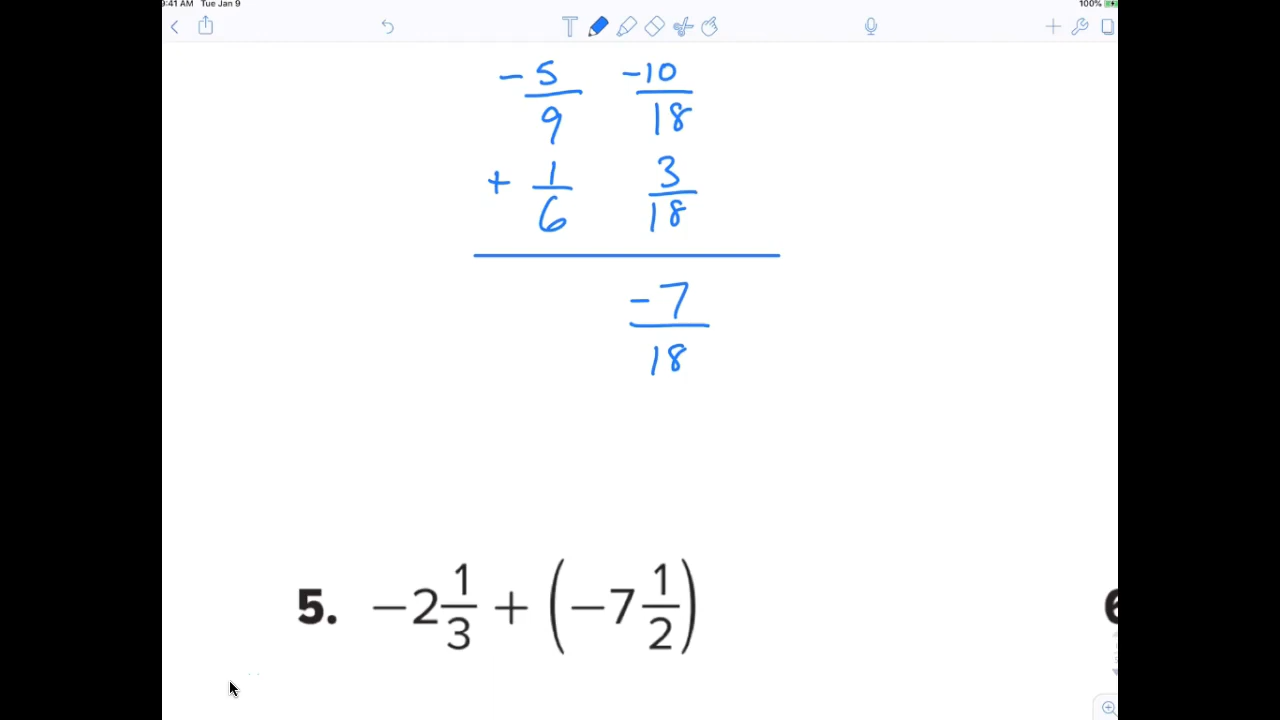 9:41 AM Tue Jan 9 100%
T
-5/9 -10/18
+ 1/6 3/18
-7/18
5. −2 1/3 + (−7 1/2)